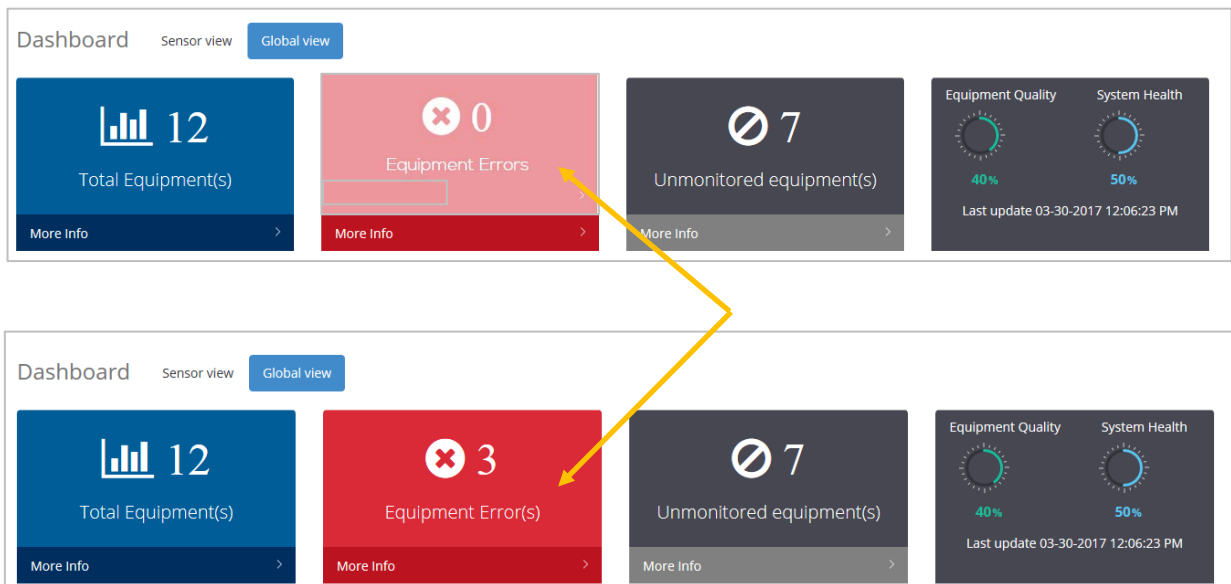 Dashboard Sensor view Global view
12 0 7 Equipment Quality System Health
Total Equipment(s) Equipment Errors Unmonitored equipment(s) 40% 50%
More Info More Info More Info Last update 03-30-2017 12:06:23 PM
Dashboard Sensor view Global view
12 3 7 Equipment Quality System Health
Total Equipment(s) Equipment Error(s) Unmonitored equipment(s) 40% 50%
More Info More Info More Info Last update 03-30-2017 12:06:23 PM